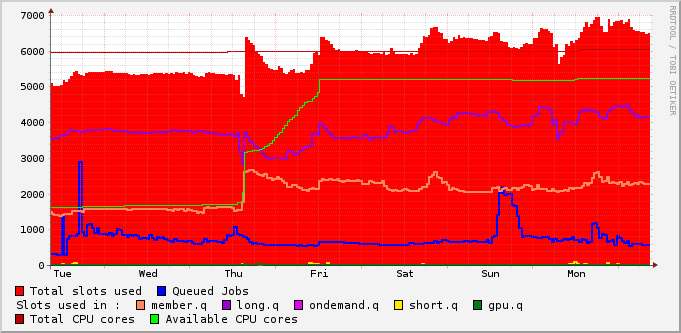 7000
6000
5000
4000
3000
2000
1000
0
Tue Wed Thu Fri Sat Sun Mon
RRDTOOL / TOBI OETIKER
Total slots used Queued Jobs
Slots used in : member.q long.q ondemand.q short.q gpu.q
Total CPU cores Available CPU cores